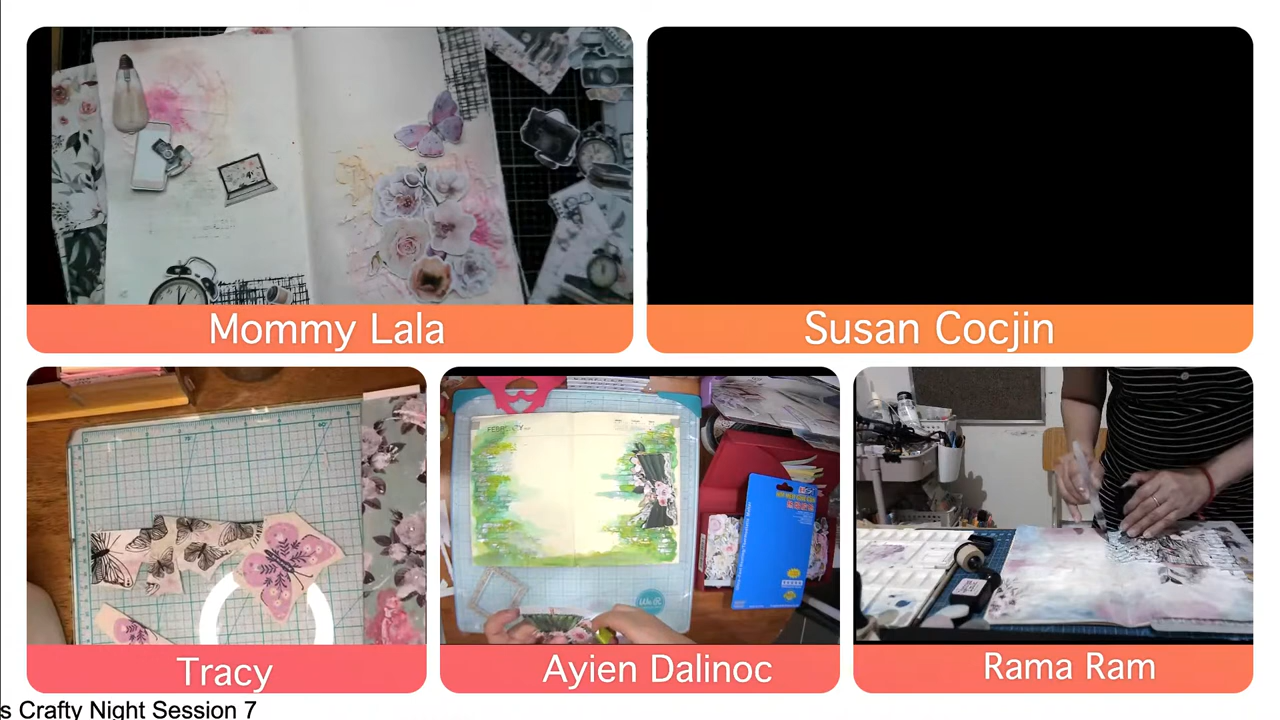 Mommy Lala
Susan Cocjin
Tracy
Ayien Dalinoc
Rama Ram
s Crafty Night Session 7